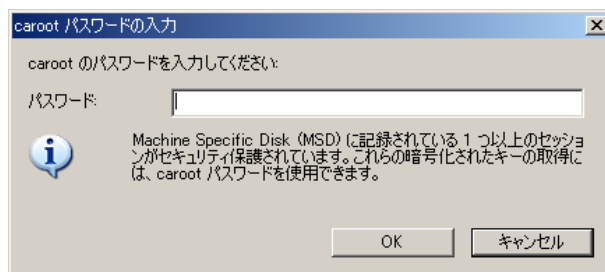 caroot パスワードの入力
caroot のパスワードを入力してください:
パスワード:
Machine Specific Disk (MSD) に記録されている 1 つ以上のセッショ
ンがセキュリティ保護されています。これらの暗号化されたキーの取得に
は、caroot パスワードを使用できます。
OK
キャンセル